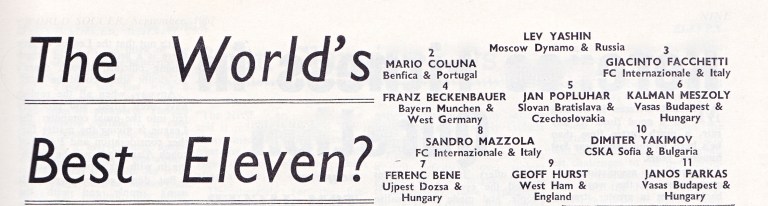 The World's
Best Eleven?
LEV YASHIN
Moscow Dynamo & Russia
2
MARIO COLUNA
Benfica & Portugal
3
GIACINTO FACCHETTI
FC Internazionale & Italy
4
FRANZ BECKENBAUER
Bayern Munchen &
West Germany
5
JAN POPLUHAR
Slovan Bratislava &
Czechoslovakia
6
KALMAN MESZOLY
Vasas Budapest &
Hungary
8
SANDRO MAZZOLA
FC Internazionale & Italy
10
DIMITER YAKIMOV
CSKA Sofia & Bulgaria
7
FERENC BENE
Ujpest Dozsa &
Hungary
9
GEOFF HURST
West Ham &
England
11
JANOS FARKAS
Vasas Budapest &
Hungary